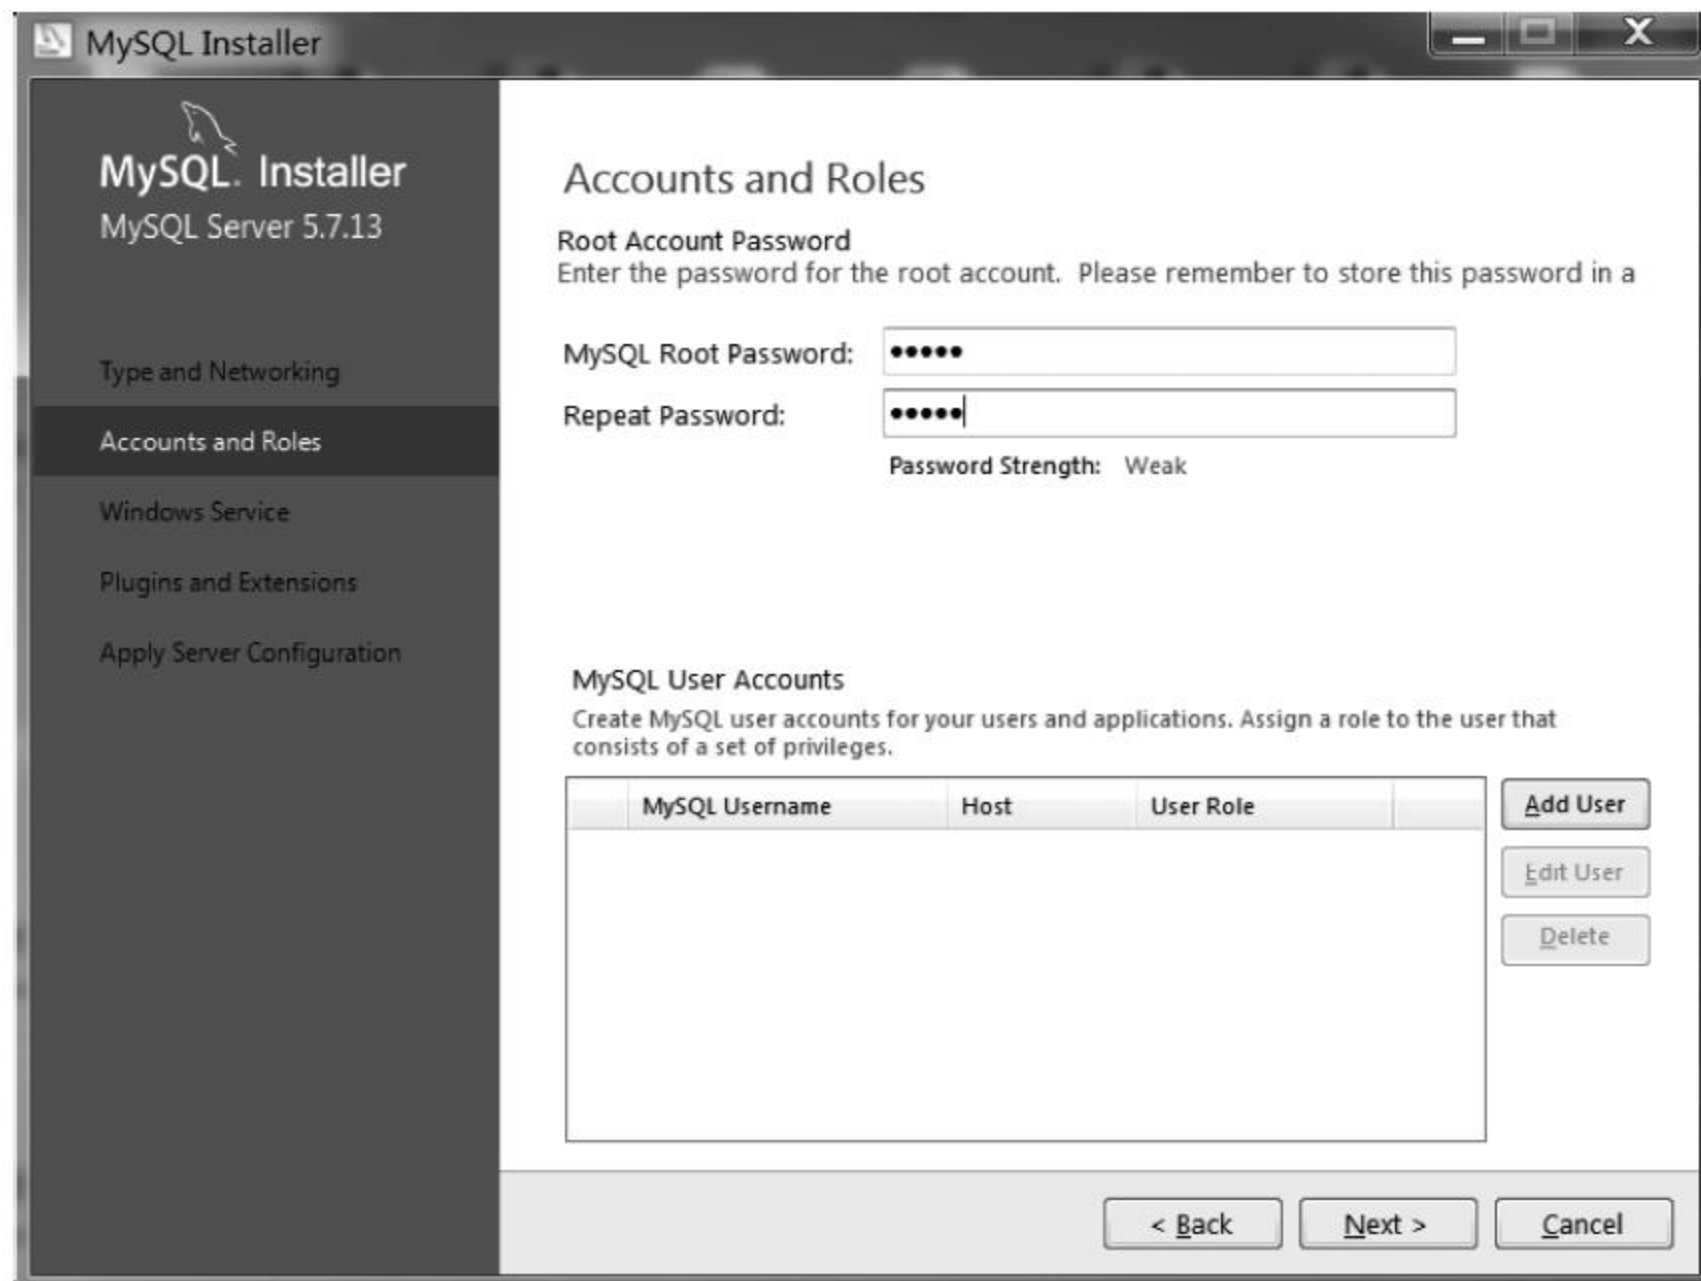 MySQL Installer
MySQL. Installer
MySQL Server 5.7.13
Type and Networking
Accounts and Roles
Windows Service
Plugins and Extensions
Apply Server Configuration
Accounts and Roles
Root Account Password
Enter the password for the root account. Please remember to store this password in a
MySQL Root Password: •••••
Repeat Password: •••••
Password Strength: Weak
MySQL User Accounts
Create MySQL user accounts for your users and applications. Assign a role to the user that
consists of a set of privileges.
MySQL Username Host User Role
Add User
Edit User
Delete
< Back Next > Cancel